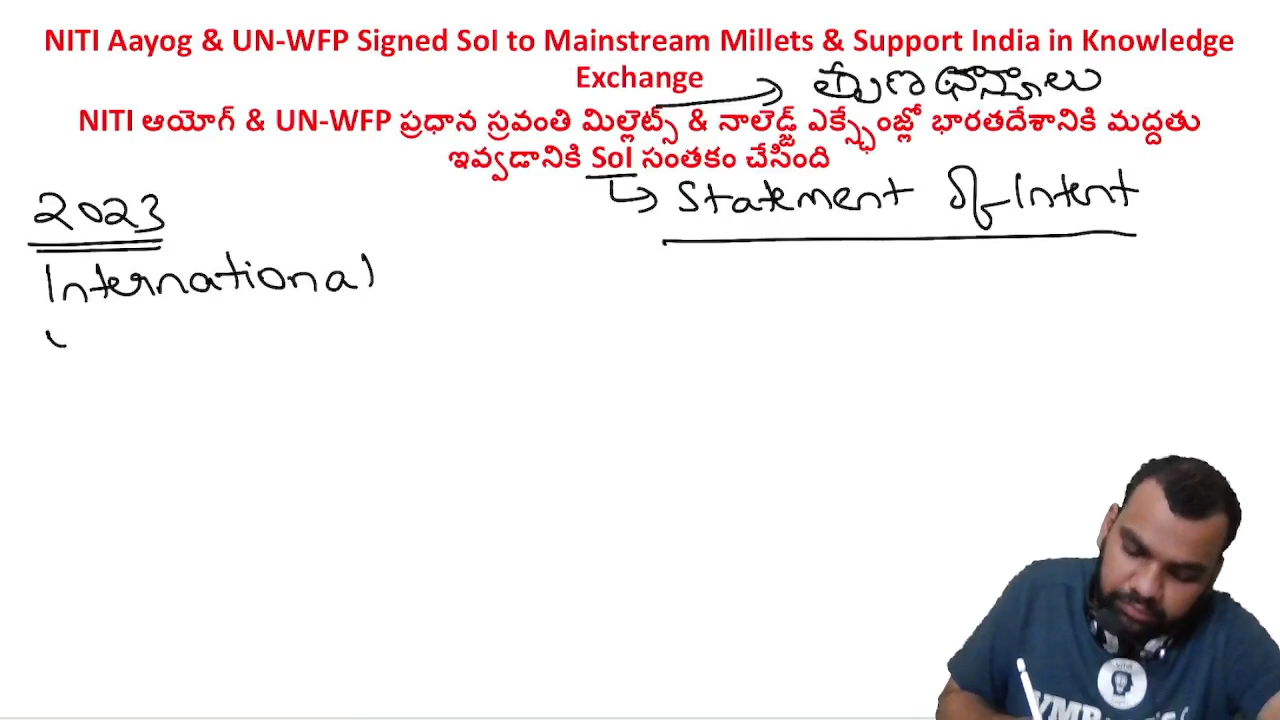 NITI Aayog & UN-WFP Signed SoI to Mainstream Millets & Support India in Knowledge
Exchange
తృణధాన్యాలు
NITI ఆయోగ్ & UN-WFP ప్రధాన స్రవంతి మిల్లెట్స్ & నాలెడ్జ్ ఎక్స్ఛేంజ్లో భారతదేశానికి మద్దతు
ఇవ్వడానికి SoI సంతకం చేసింది
Statement Of Intent
2023
International